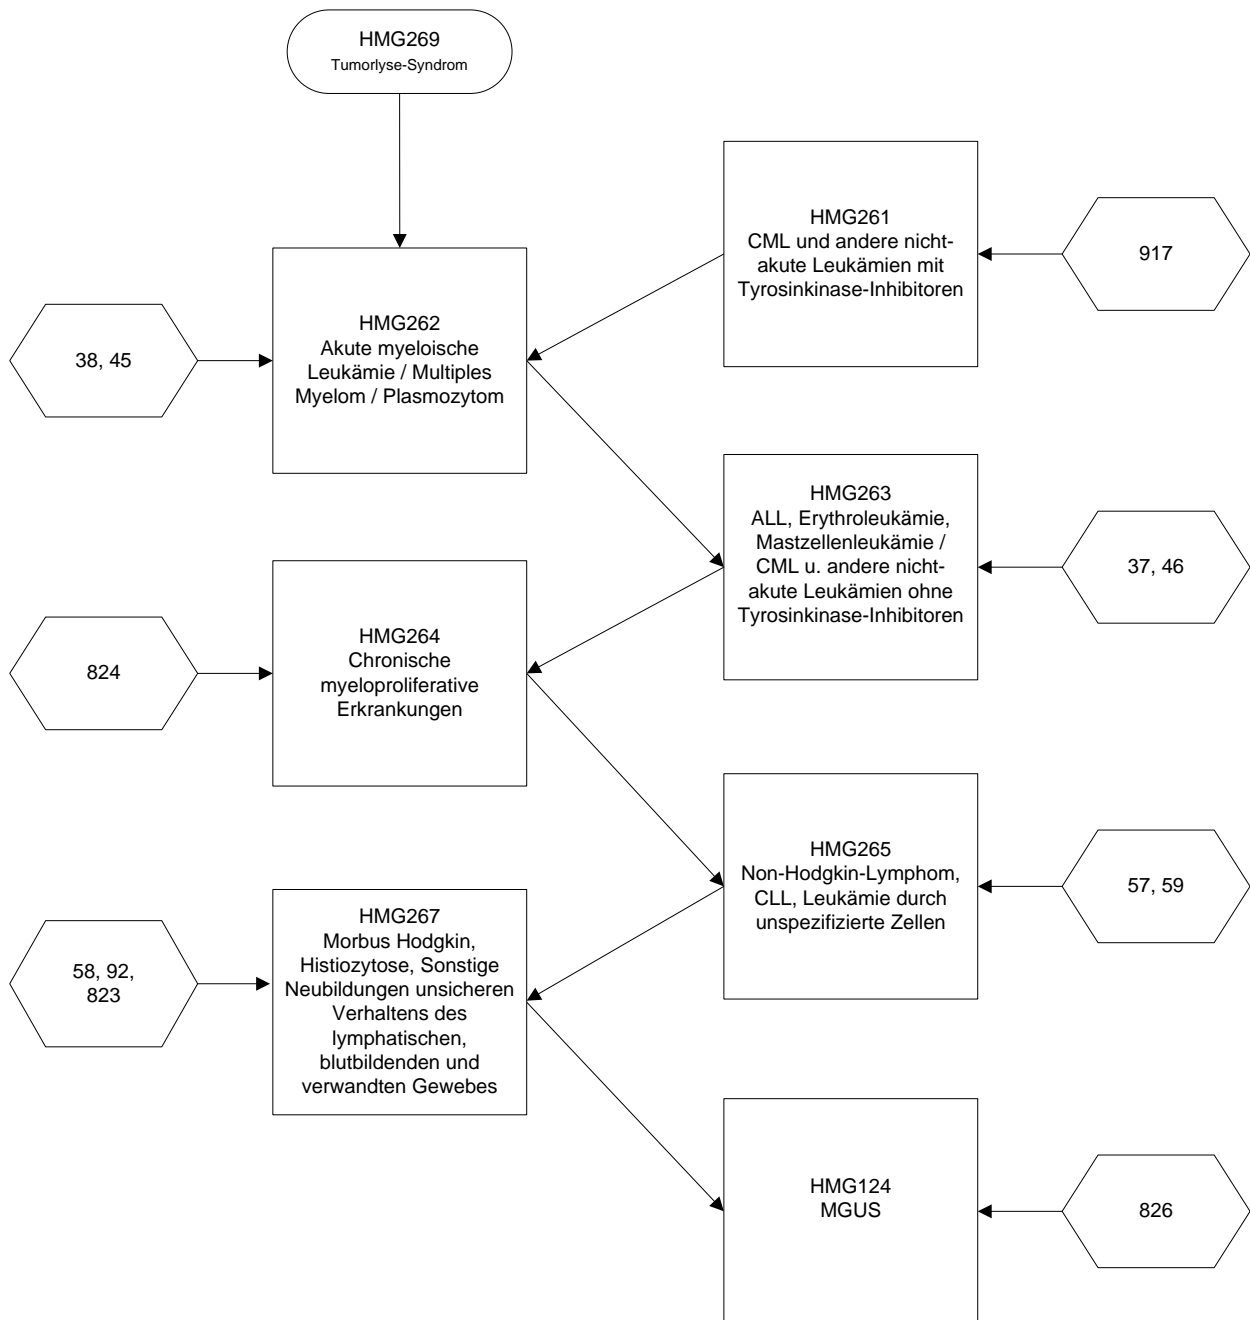 HMG269
Tumorlyse-Syndrom
HMG261
CML und andere nicht-
akute Leukämien mit
Tyrosinkinase-Inhibitoren
917
38, 45
HMG262
Akute myeloische
Leukämie / Multiples
Myelom / Plasmozytom
HMG263
ALL, Erythroleukämie,
Mastzellenleukämie /
CML u. andere nicht-
akute Leukämien ohne
Tyrosinkinase-Inhibitoren
37, 46
824
HMG264
Chronische
myeloproliferative
Erkrankungen
HMG265
Non-Hodgkin-Lymphom,
CLL, Leukämie durch
unspezifizierte Zellen
57, 59
58, 92,
823
HMG267
Morbus Hodgkin,
Histiozytose, Sonstige
Neubildungen unsicheren
Verhaltens des
lymphatischen,
blutbildenden und
verwandten Gewebes
HMG124
MGUS
826